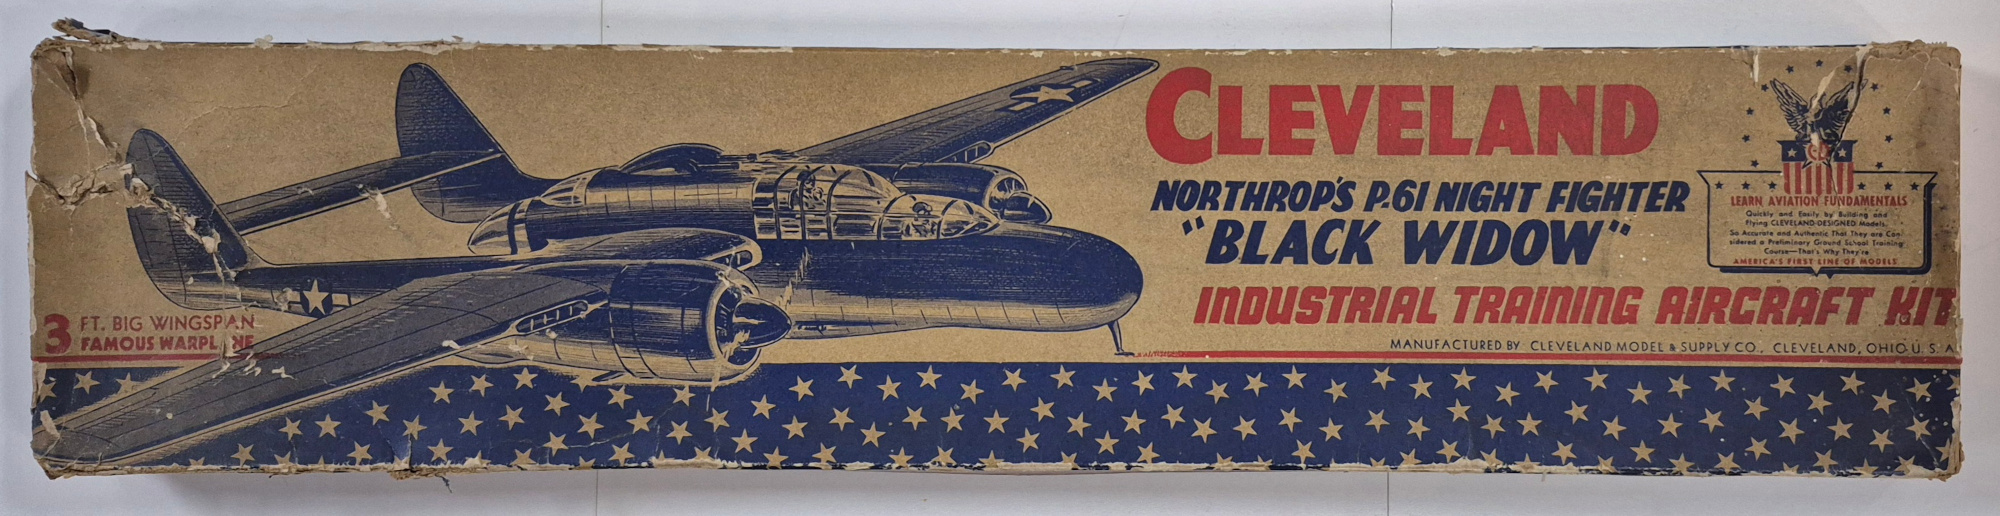 CLEVELAND
NORTHROP'S P-61 NIGHT FIGHTER
"BLACK WIDOW"
INDUSTRIAL TRAINING AIRCRAFT KIT
MANUFACTURED BY CLEVELAND MODEL & SUPPLY CO., CLEVELAND, OHIO U.S.A.
3 FT. BIG WINGSPAN
FAMOUS WARPLANE
LEARN AVIATION FUNDAMENTALS
Quickly and Easily by Building and
Flying CLEVELAND-DESIGNED Models.
So Accurate and Authentic That They are Con-
sidered a Preliminary Ground School Training
Course—That's Why They're
AMERICA'S FIRST LINE OF MODELS